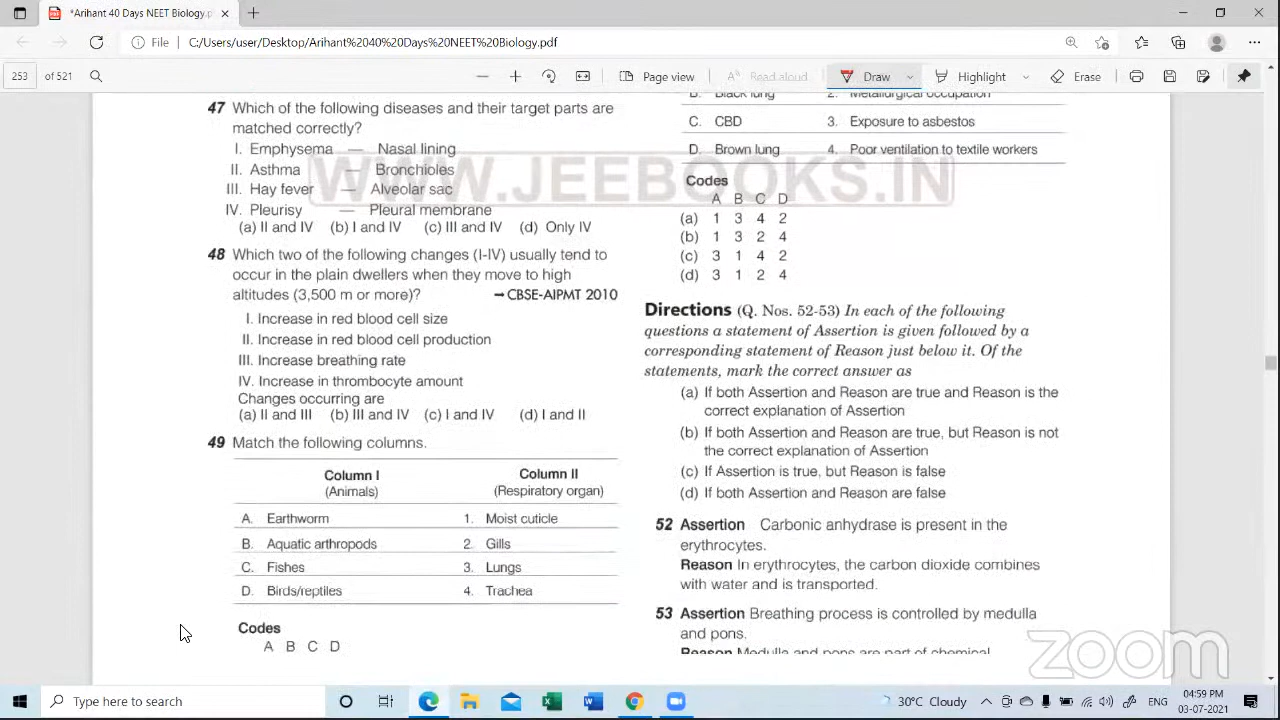 *Arihant 40 Days NEET Biology.p
File
C:/Users/user/Desktop/Arihant%2040%20Days%20NEET%20Biology.pdf
253 of 521
Page view
Read aloud
Draw
Highlight
Erase
47 Which of the following diseases and their target parts are
matched correctly?
I. Emphysema — Nasal lining
II. Asthma — Bronchioles
III. Hay fever — Alveolar sac
IV. Pleurisy — Pleural membrane
(a) II and IV (b) I and IV (c) III and IV (d) Only IV
48 Which two of the following changes (I-IV) usually tend to
occur in the plain dwellers when they move to high
altitudes (3,500 m or more)? → CBSE-AIPMT 2010
I. Increase in red blood cell size
II. Increase in red blood cell production
III. Increase breathing rate
IV. Increase in thrombocyte amount
Changes occurring are
(a) II and III (b) III and IV (c) I and IV (d) I and II
49 Match the following columns.
Column I Column II
(Animals) (Respiratory organ)
A. Earthworm 1. Moist cuticle
B. Aquatic arthropods 2. Gills
C. Fishes 3. Lungs
D. Birds/reptiles 4. Trachea
Codes
A B C D
B. Black lung 2. Metallurgical occupation
C. CBD 3. Exposure to asbestos
D. Brown lung 4. Poor ventilation to textile workers
WWW.JEEBOOKS.IN
Codes
A B C D
(a) 1 3 4 2
(b) 1 3 2 4
(c) 3 1 4 2
(d) 3 1 2 4
Directions (Q. Nos. 52-53) In each of the following
questions a statement of Assertion is given followed by a
corresponding statement of Reason just below it. Of the
statements, mark the correct answer as
(a) If both Assertion and Reason are true and Reason is the
correct explanation of Assertion
(b) If both Assertion and Reason are true, but Reason is not
the correct explanation of Assertion
(c) If Assertion is true, but Reason is false
(d) If both Assertion and Reason are false
52 Assertion Carbonic anhydrase is present in the
erythrocytes.
Reason In erythrocytes, the carbon dioxide combines
with water and is transported.
53 Assertion Breathing process is controlled by medulla
and pons.
Reason Medulla and pons are part of chemical
zoom
Type here to search
30°C Cloudy
ENG
04:59 PM
03-07-2021